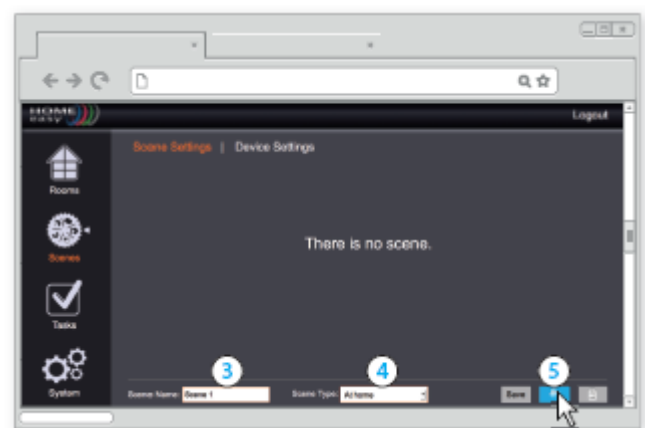 HOME
easy
Logout
Scene Settings | Device Settings
Rooms
There is no scene.
Scenes
Tasks
3 4 5
System
Scene Name: Scene 1 Scene Type: At home Save